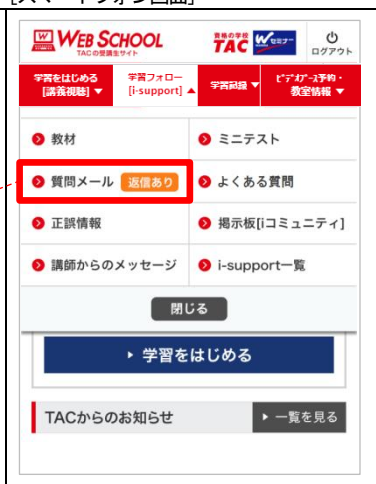 [スマートフォン画面]
WEB SCHOOL
TACの受講生サイト
資格の学校
TAC Wセミナー
ログアウト
学習をはじめる
[講義視聴] ▼
学習フォロー
[i-support] ▲
学習記録 ▼
ビデオブース予約・
教室情報 ▼
教材
ミニテスト
質問メール 返信あり
よくある質問
正誤情報
掲示板[iコミュニティ]
講師からのメッセージ
i-support一覧
閉じる
学習をはじめる
TACからのお知らせ
一覧を見る